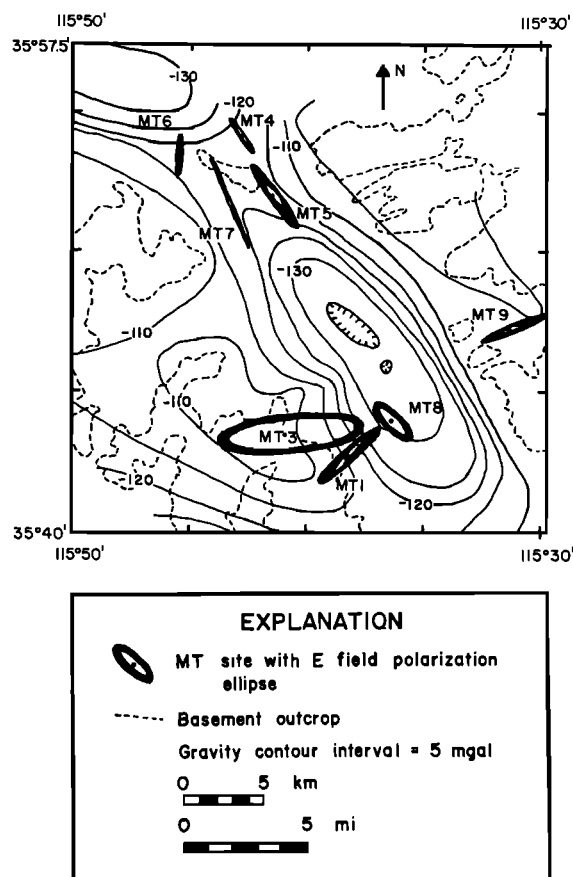 115°50'
115°30'
35°57.5'
-130
N
-120
MT6
MT4
-110
MT5
MT7
-130
MT9
-110
-110
MT8
MT3
MT1
-120
-120
35°40'
115°50'
115°30'
EXPLANATION
MT site with E field polarization
ellipse
Basement outcrop
Gravity contour interval = 5 mgal
0 5 km
0 5 mi